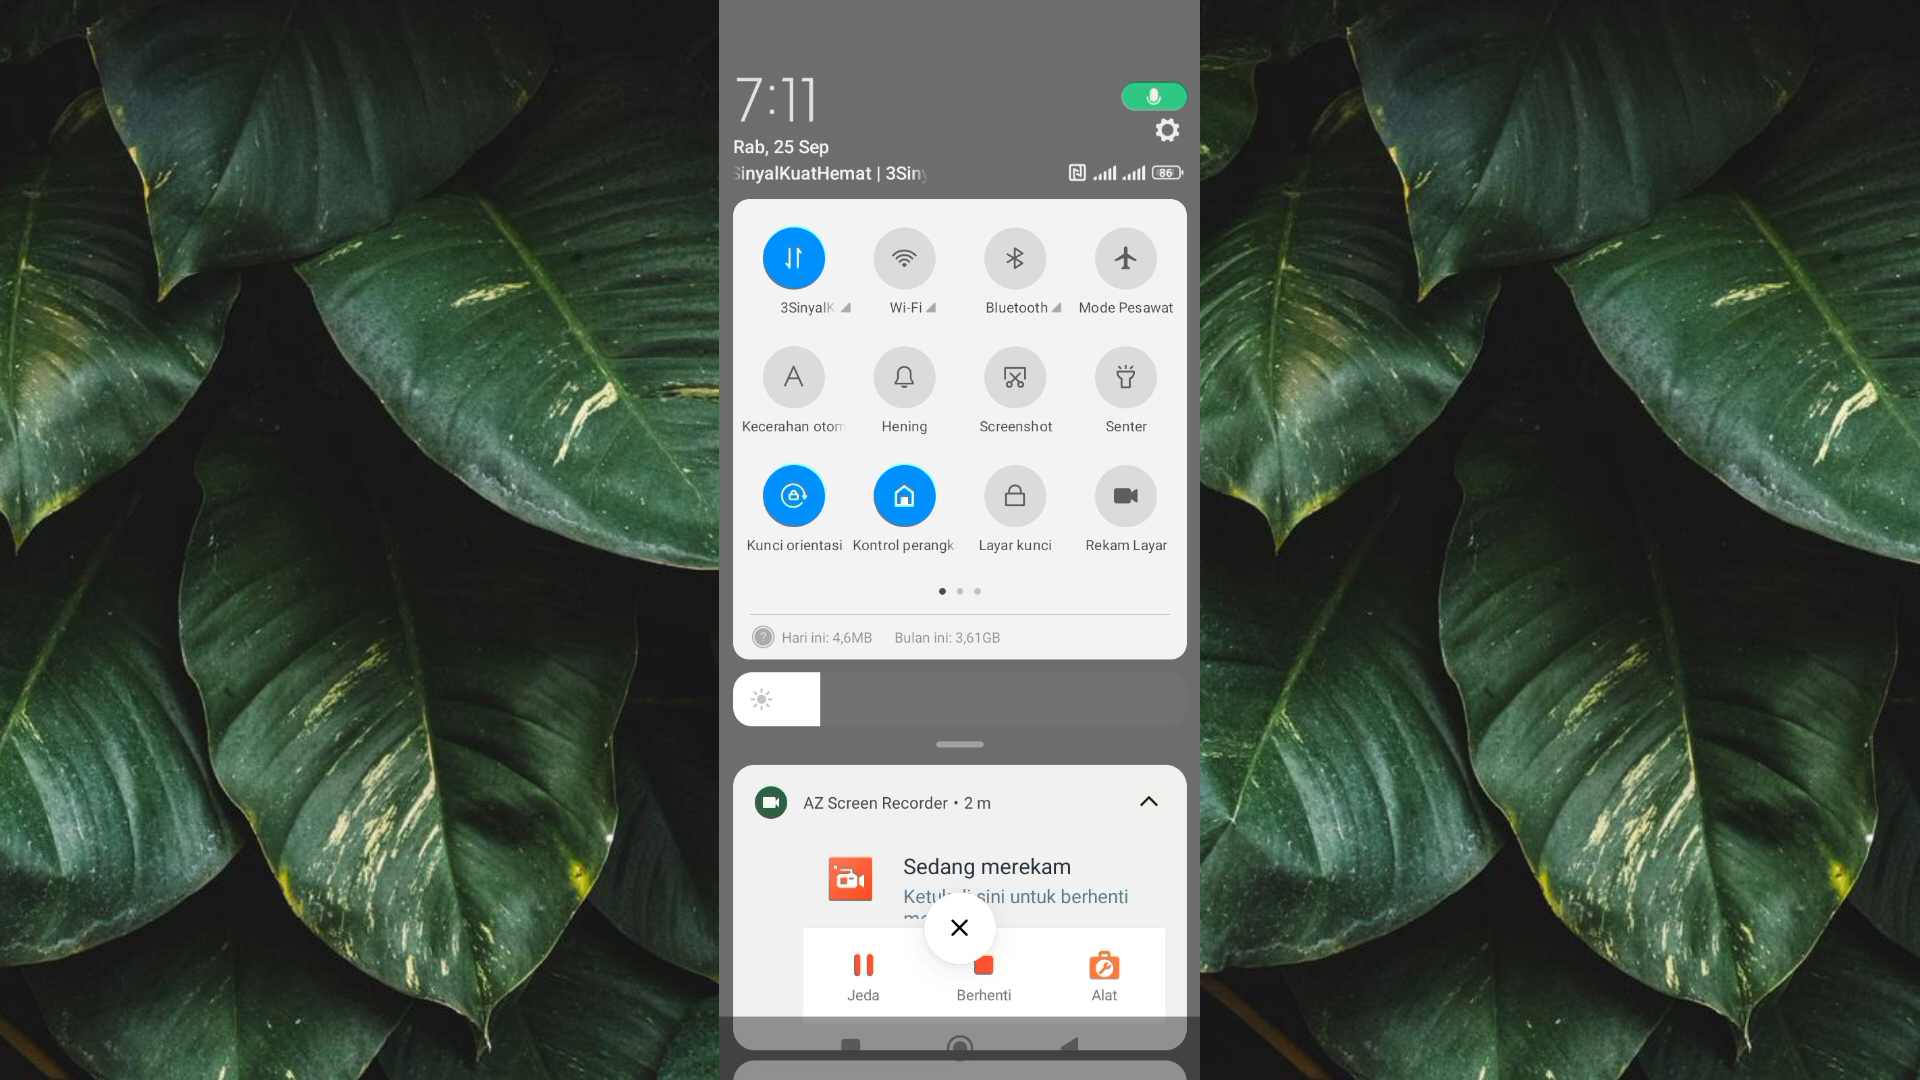 7:11
Rab, 25 Sep
SinyalKuatHemat | 3Sin
86
3SinyalK
Wi-Fi
Bluetooth
Mode Pesawat
Kecerahan otom
Hening
Screenshot
Senter
Kunci orientasi
Kontrol perangk
Layar kunci
Rekam Layar
Hari ini: 4,6MB Bulan ini: 3,61GB
AZ Screen Recorder • 2 m
Sedang merekam
Ketuk di sini untuk berhenti
Jeda
Berhenti
Alat